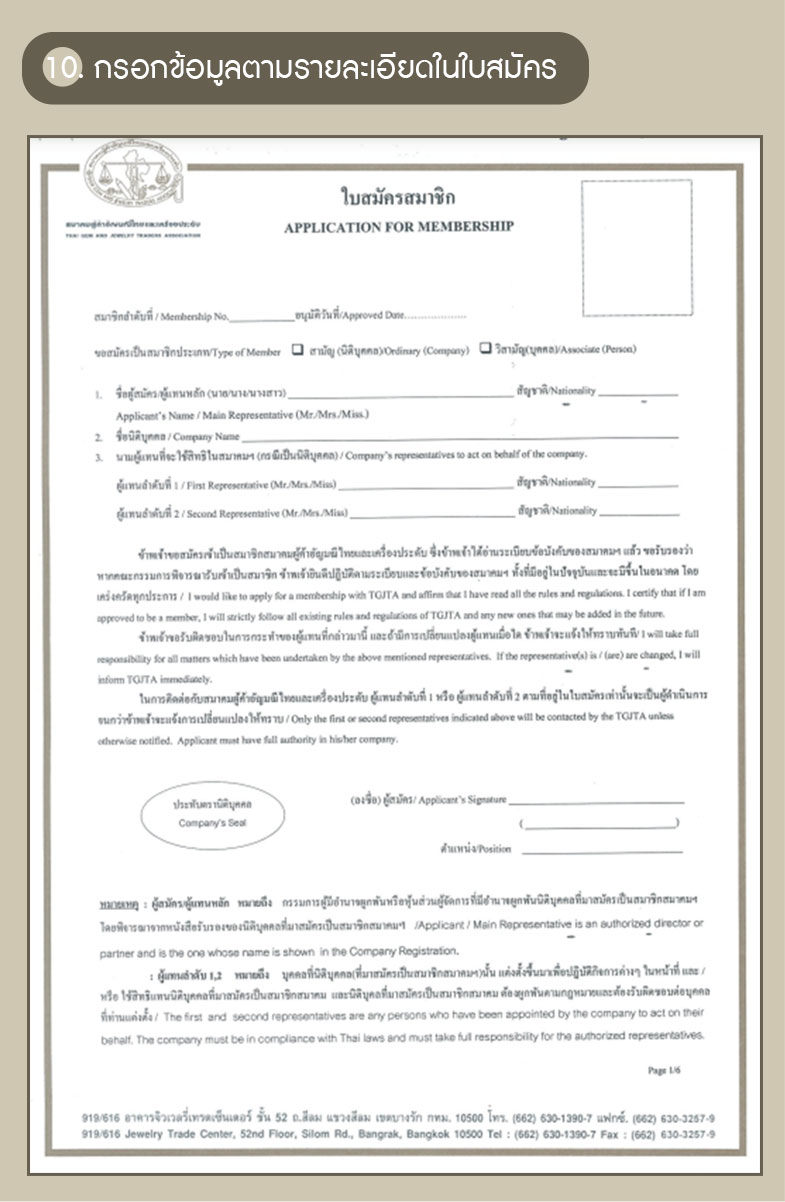 10. กรอกข้อมูลตามรายละเอียดในใบสมัคร
สมาคมผู้ค้าอัญมณีไทยและเครื่องประดับ
THAI GEM AND JEWELRY TRADERS ASSOCIATION
ใบสมัครสมาชิก
APPLICATION FOR MEMBERSHIP
สมาชิกลำดับที่ / Membership No.__________อนุมัติวันที่/Approved Date..................
ขอสมัครเป็นสมาชิกประเภท/Type of Member ❏ สามัญ (นิติบุคคล)/Ordinary (Company) ❏ วิสามัญ(บุคคล)/Associate (Person)
1. ชื่อผู้สมัคร/ผู้แทนหลัก (นาย/นาง/นางสาว) ____________ สัญชาติ/Nationality ____________
Applicant's Name / Main Representative (Mr./Mrs./Miss.)
2. ชื่อนิติบุคคล / Company Name ____________
3. นามผู้แทนที่จะใช้สิทธิในสมาคมฯ (กรณีเป็นนิติบุคคล) / Company's representatives to act on behalf of the company.
ผู้แทนลำดับที่ 1 / First Representative (Mr./Mrs./Miss) ____________ สัญชาติ/Nationality ____________
ผู้แทนลำดับที่ 2 / Second Representative (Mr./Mrs./Miss) ____________ สัญชาติ/Nationality ____________
ข้าพเจ้าขอสมัครเข้าเป็นสมาชิกสมาคมผู้ค้าอัญมณีไทยและเครื่องประดับ ซึ่งข้าพเจ้าได้อ่านระเบียบข้อบังคับของสมาคมฯ แล้ว ขอรับรองว่า
หากคณะกรรมการพิจารณารับเข้าเป็นสมาชิก ข้าพเจ้ายินดีปฏิบัติตามระเบียบและข้อบังคับของสมาคมฯ ทั้งที่มีอยู่ในปัจจุบันและจะมีขึ้นในอนาคต โดย
เคร่งครัดทุกประการ / I would like to apply for a membership with TGJTA and affirm that I have read all the rules and regulations. I certify that if I am
approved to be a member, I will strictly follow all existing rules and regulations of TGJTA and any new ones that may be added in the future.
ข้าพเจ้าขอรับผิดชอบในการกระทำของผู้แทนที่กล่าวมานี้ และถ้ามีการเปลี่ยนแปลงผู้แทนเมื่อใด ข้าพเจ้าจะแจ้งให้ทราบทันที/ I will take full
responsibility for all matters which have been undertaken by the above mentioned representatives. If the representative(s) is / (are) are changed, I will
inform TGJTA immediately.
ในการติดต่อกับสมาคมผู้ค้าอัญมณีไทยและเครื่องประดับ ผู้แทนลำดับที่ 1 หรือ ผู้แทนลำดับที่ 2 ตามที่อยู่ในใบสมัครเท่านั้นจะเป็นผู้ดำเนินการ
จนกว่าข้าพเจ้าจะแจ้งการเปลี่ยนแปลงให้ทราบ / Only the first or second representatives indicated above will be contacted by the TGJTA unless
otherwise notified. Applicant must have full authority in his/her company.
ประทับตรานิติบุคคล
Company's Seal
(ลงชื่อ) ผู้สมัคร/ Applicant's Signature ____________
(____________)
ตำแหน่ง/Position ____________
หมายเหตุ : ผู้สมัคร/ผู้แทนหลัก หมายถึง กรรมการผู้มีอำนาจผูกพันหรือหุ้นส่วนผู้จัดการที่มีอำนาจผูกพันนิติบุคคลที่มาสมัครเป็นสมาชิกสมาคมฯ
โดยพิจารณาจากหนังสือรับรองของนิติบุคคลที่มาสมัครเป็นสมาชิกสมาคมฯ /Applicant / Main Representative is an authorized director or
partner and is the one whose name is shown in the Company Registration.
: ผู้แทนลำดับ 1,2 หมายถึง บุคคลที่นิติบุคคล(ที่มาสมัครเป็นสมาชิกสมาคมฯ)นั้น แต่งตั้งขึ้นมาเพื่อปฏิบัติกิจการต่างๆ ในหน้าที่ และ /
หรือ ใช้สิทธิแทนนิติบุคคลที่มาสมัครเป็นสมาชิกสมาคม และนิติบุคคลที่มาสมัครเป็นสมาชิกสมาคม ต้องผูกพันตามกฎหมายและต้องรับผิดชอบต่อบุคคล
ที่ท่านแต่งตั้ง / The first and second representatives are any persons who have been appointed by the company to act on their
behalf. The company must be in compliance with Thai laws and must take full responsibility for the authorized representatives.
Page 1/6
919/616 อาคารจิวเวลรี่เทรดเซ็นเตอร์ ชั้น 52 ถ.สีลม แขวงสีลม เขตบางรัก กทม. 10500 โทร. (662) 630-1390-7 แฟกซ์. (662) 630-3257-9
919/616 Jewelry Trade Center, 52nd Floor, Silom Rd., Bangrak, Bangkok 10500 Tel : (662) 630-1390-7 Fax : (662) 630-3257-9